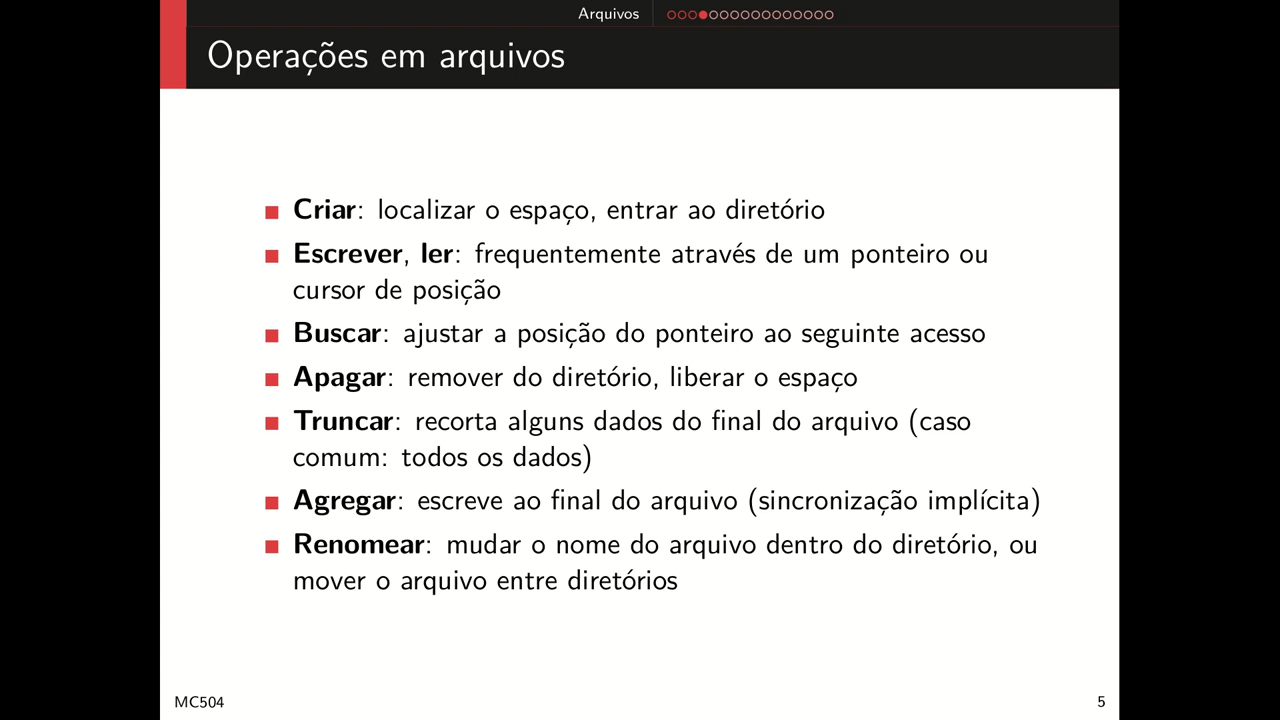 Arquivos
Operações em arquivos
Criar: localizar o espaço, entrar ao diretório
Escrever, ler: frequentemente através de um ponteiro ou
cursor de posição
Buscar: ajustar a posição do ponteiro ao seguinte acesso
Apagar: remover do diretório, liberar o espaço
Truncar: recorta alguns dados do final do arquivo (caso
comum: todos os dados)
Agregar: escreve ao final do arquivo (sincronização implícita)
Renomear: mudar o nome do arquivo dentro do diretório, ou
mover o arquivo entre diretórios
MC504
5